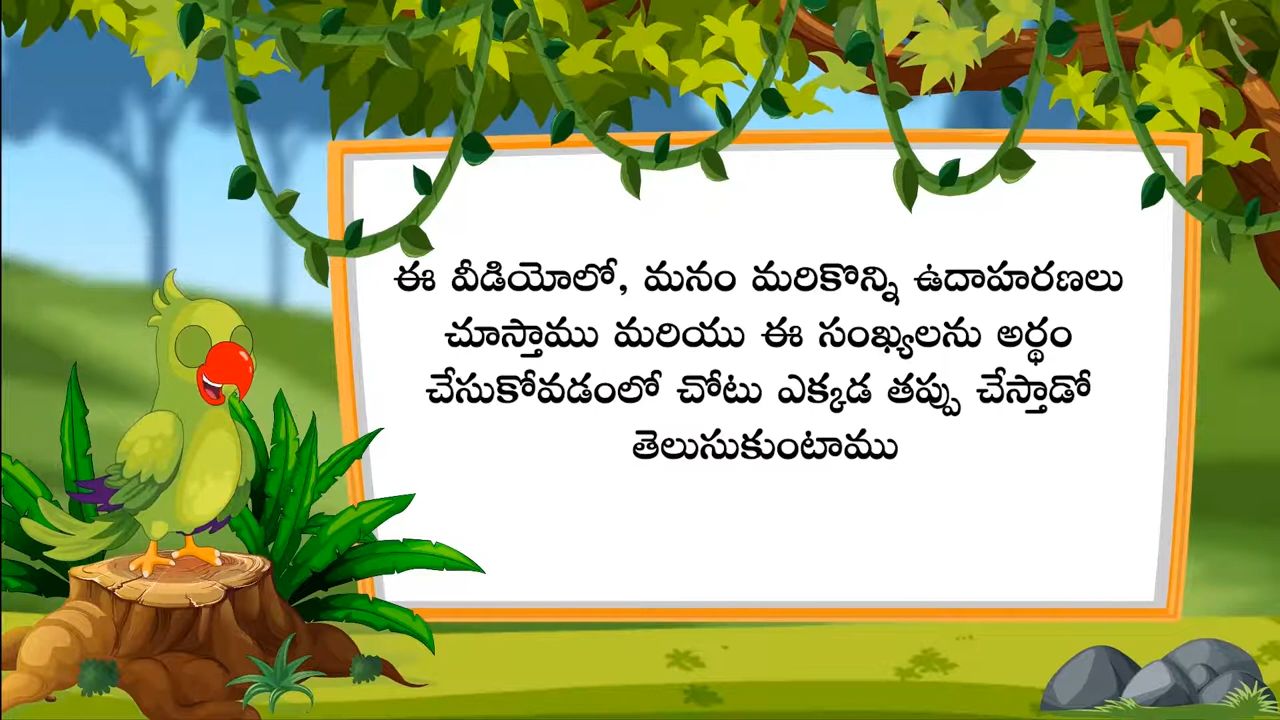 ఈ వీడియోలో, మనం మరికొన్ని ఉదాహరణలు
చూస్తాము మరియు ఈ సంఖ్యలను అర్థం
చేసుకోవడంలో చోటు ఎక్కడ తప్పు చేస్తాడో
తెలుసుకుంటాము